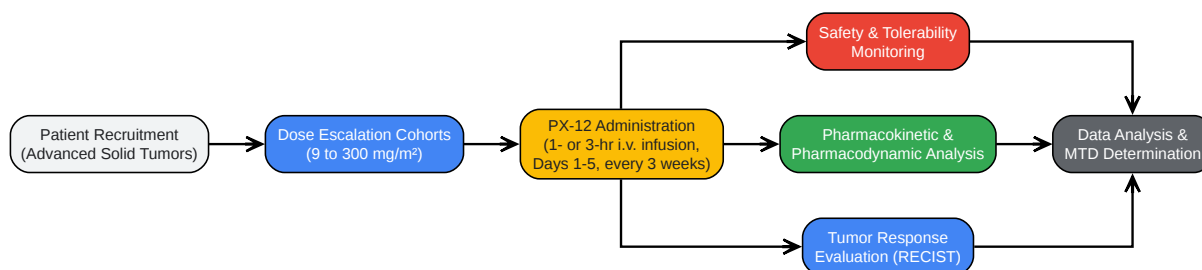 Patient Recruitment
(Advanced Solid Tumors)
Dose Escalation Cohorts
(9 to 300 mg/m²)
PX-12 Administration
(1- or 3-hr i.v. infusion,
Days 1-5, every 3 weeks)
Safety & Tolerability
Monitoring
Pharmacokinetic &
Pharmacodynamic Analysis
Tumor Response
Evaluation (RECIST)
Data Analysis &
MTD Determination